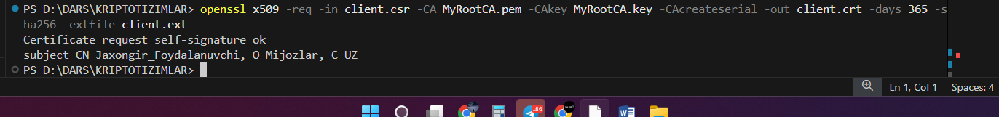 PS D:\DARS\KRIPTOTIZIMLAR> openssl x509 -req -in client.csr -CA MyRootCA.pem -CAkey MyRootCA.key -CAcreateserial -out client.crt -days 365 -s
ha256 -extfile client.ext
Certificate request self-signature ok
subject=CN=Jaxongir_Foydalanuvchi, O=Mijozlar, C=UZ
PS D:\DARS\KRIPTOTIZIMLAR>
Ln 1, Col 1 Spaces: 4
86